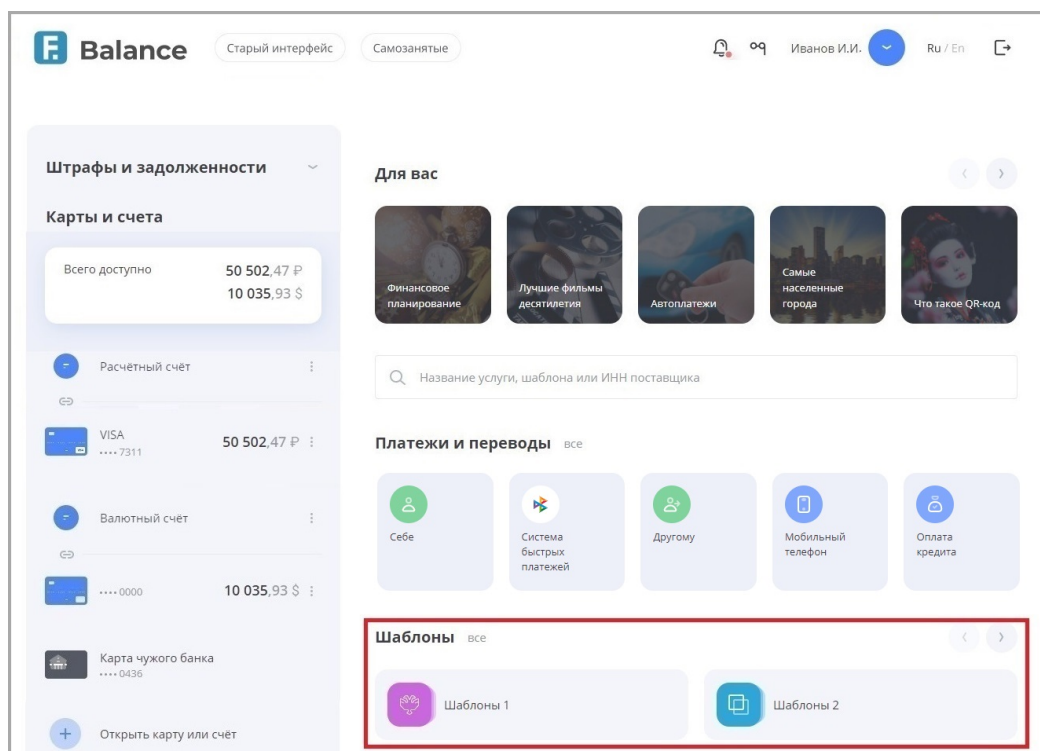 F. Balance
Старый интерфейс
Самозанятые
Иванов И.И.
Ru / En
Штрафы и задолженности
Карты и счета
Всего доступно
50 502,47 ₽
10 035,93 $
Расчётный счёт
VISA
50 502,47 ₽
•••• 7311
Валютный счёт
•••• 0000
10 035,93 $
Карта чужого банка
•••• 0436
Открыть карту или счёт
Для вас
Финансовое
планирование
Лучшие фильмы
десятилетия
Автоплатежи
Самые
населенные
города
Что такое QR-код
Название услуги, шаблона или ИНН поставщика
Платежи и переводы все
Себе
Система
быстрых
платежей
Другому
Мобильный
телефон
Оплата
кредита
Шаблоны все
Шаблоны 1
Шаблоны 2